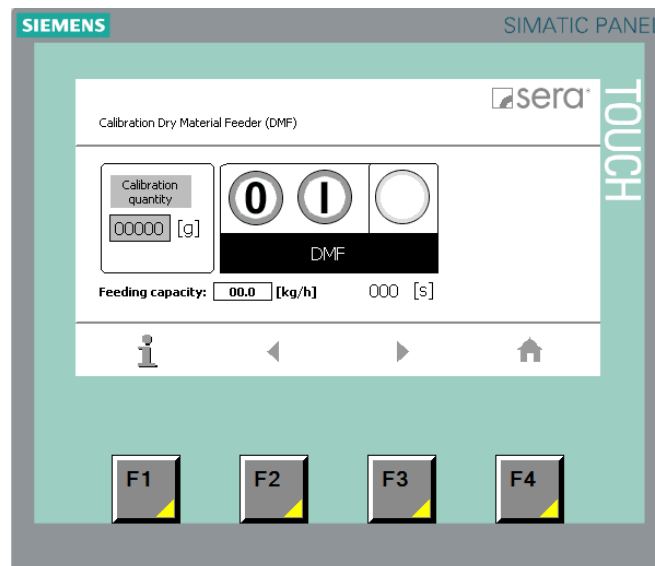 SIEMENS
SIMATIC PANEL
TOUCH
sera
Calibration Dry Material Feeder (DMF)
Calibration
quantity
00000 [g]
0 I
DMF
Feeding capacity: 00.0 [kg/h] 000 [s]
i
F1 F2 F3 F4